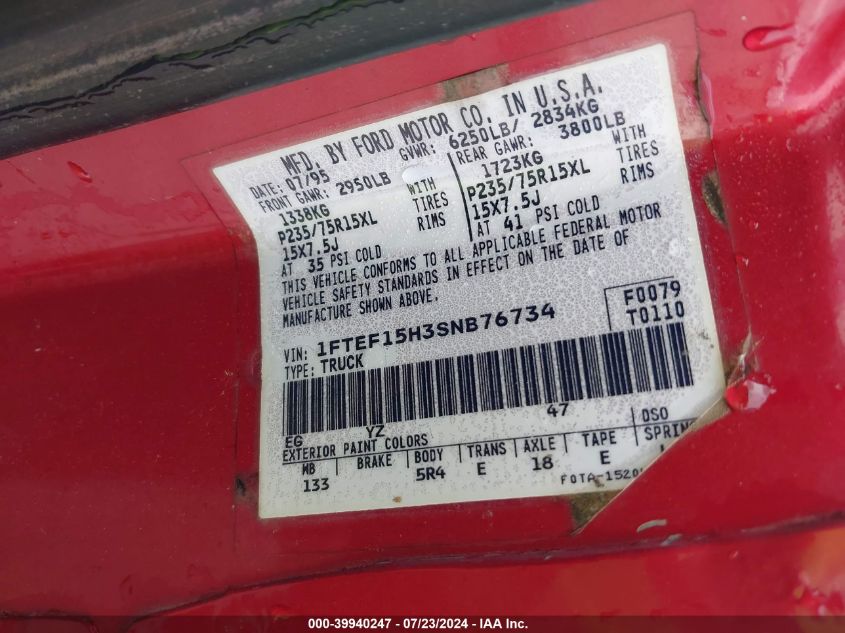 MFD. BY FORD MOTOR CO. IN U.S.A.
DATE: 07/95 GVWR: 6250LB/ 2834KG
FRONT GAWR: 2950LB REAR GAWR: 3800LB
1338KG WITH 1723KG WITH
P235/75R15XL TIRES P235/75R15XL TIRES
15X7.5J RIMS 15X7.5J RIMS
AT 35 PSI COLD AT 41 PSI COLD
THIS VEHICLE CONFORMS TO ALL APPLICABLE FEDERAL MOTOR
VEHICLE SAFETY STANDARDS IN EFFECT ON THE DATE OF
MANUFACTURE SHOWN ABOVE.
VIN: 1FTEF15H3SNB76734 F0079
TYPE: TRUCK T0110
EG YZ 47
EXTERIOR PAINT COLORS DSO
WB BRAKE BODY TRANS AXLE TAPE SPRING
133 5R4 E 18 E
000-39940247 - 07/23/2024 - IAA Inc.